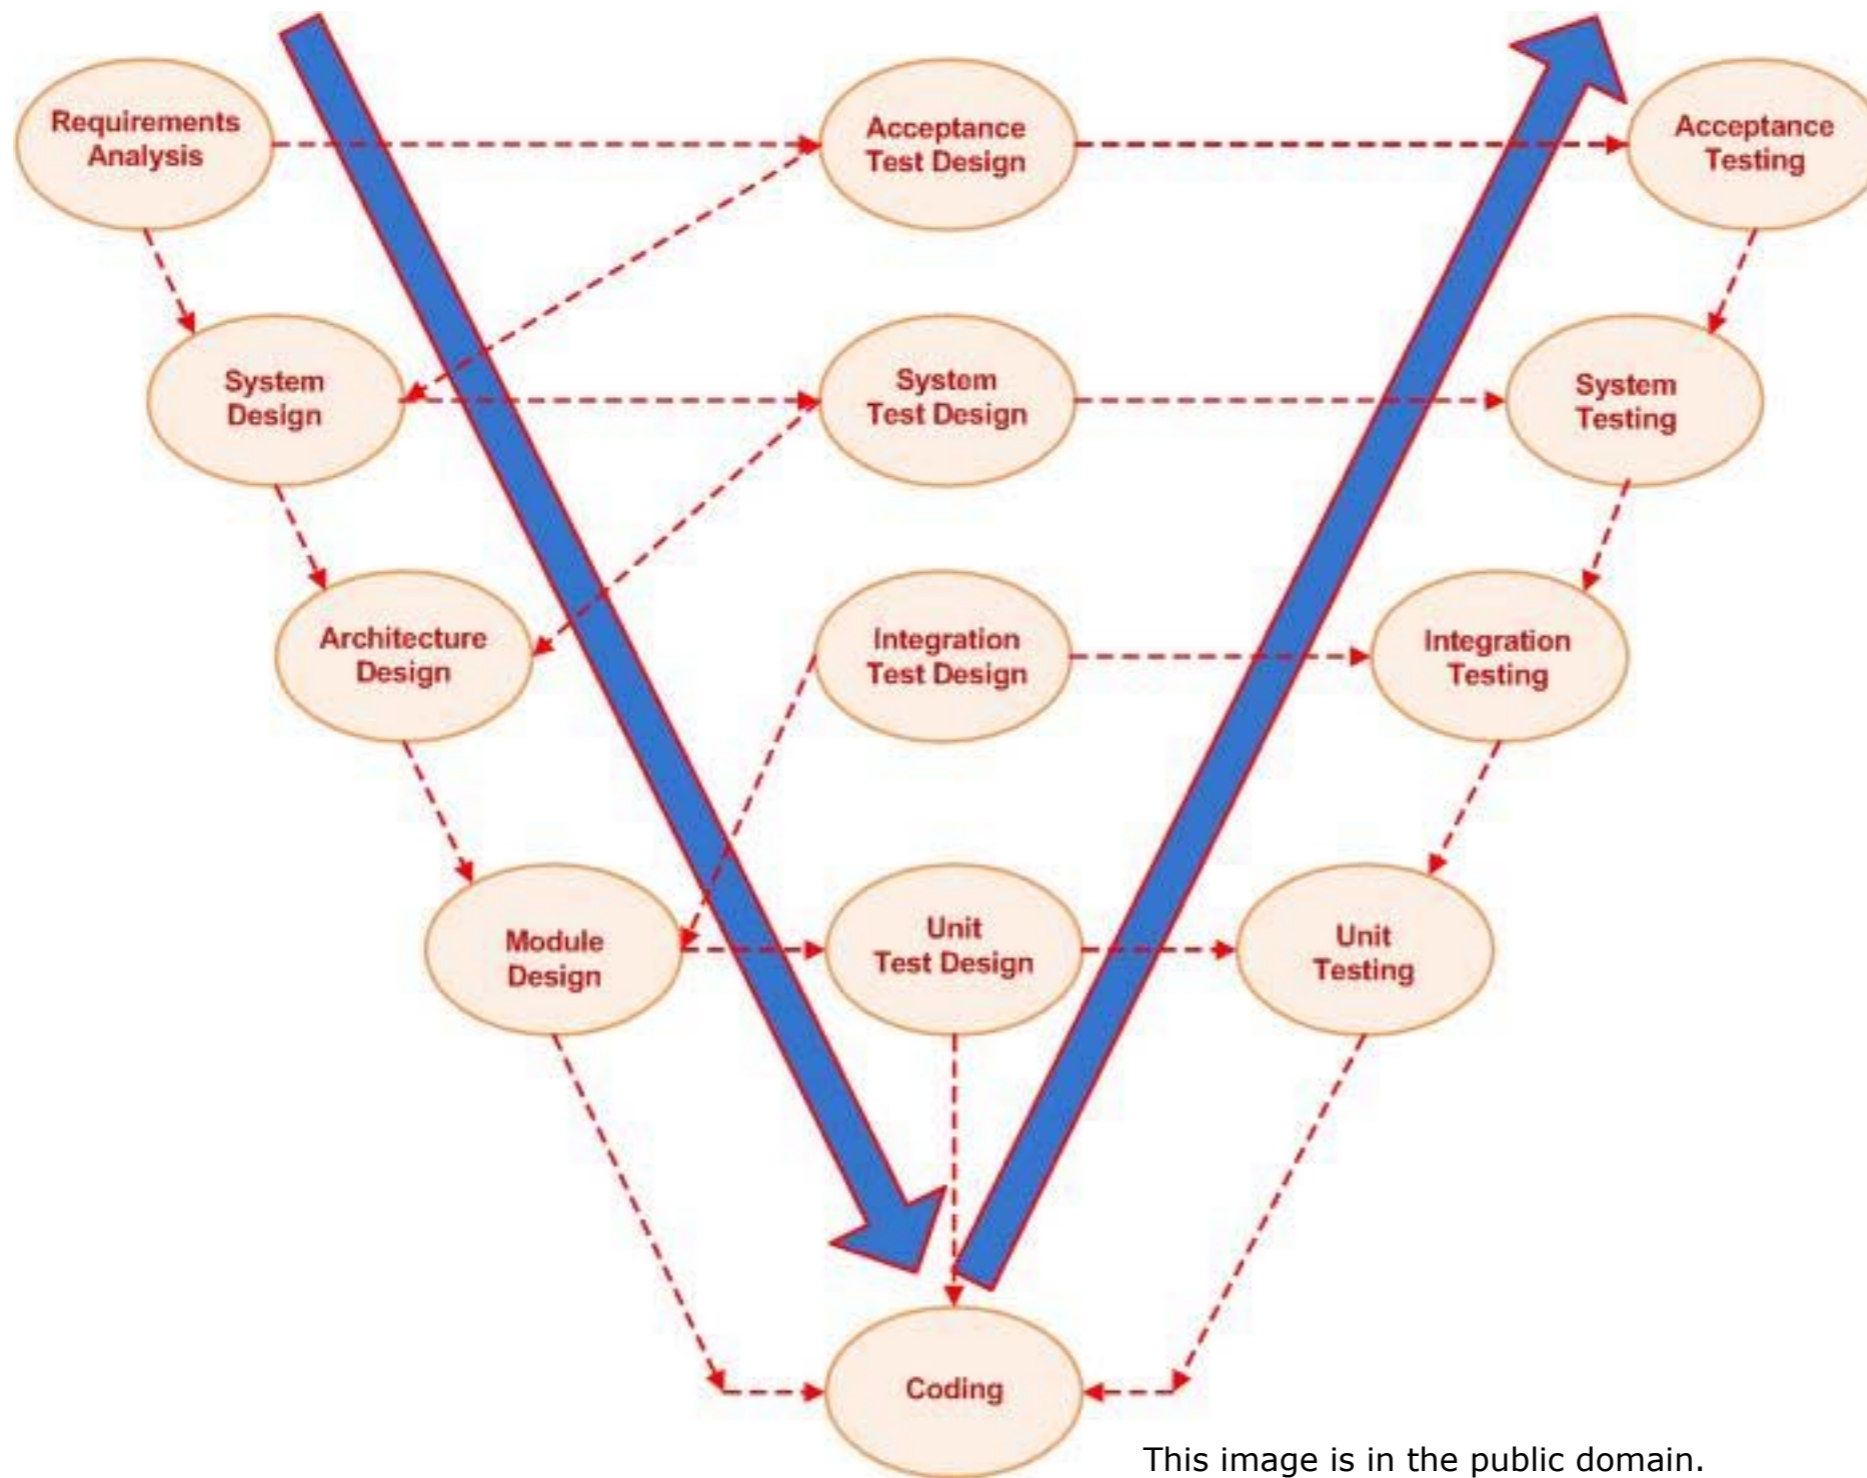 Requirements
Analysis
Acceptance
Test Design
Acceptance
Testing
System
Design
System
Test Design
System
Testing
Architecture
Design
Integration
Test Design
Integration
Testing
Module
Design
Unit
Test Design
Unit
Testing
Coding
This image is in the public domain.